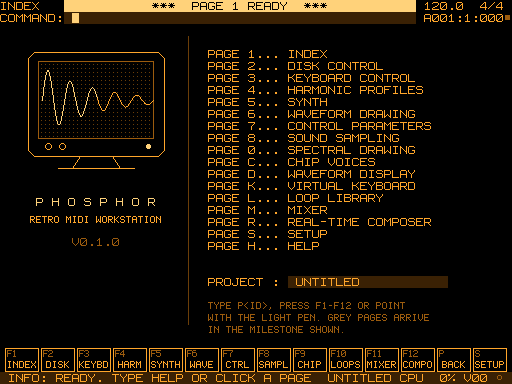 INDEX *** PAGE 1 READY *** 120.0 4/4
COMMAND: A001:1:000
PAGE 1... INDEX
PAGE 2... DISK CONTROL
PAGE 3... KEYBOARD CONTROL
PAGE 4... HARMONIC PROFILES
PAGE 5... SYNTH
PAGE 6... WAVEFORM DRAWING
PAGE 7... CONTROL PARAMETERS
PAGE 8... SOUND SAMPLING
PAGE 0... SPECTRAL DRAWING
PAGE C... CHIP VOICES
PAGE D... WAVEFORM DISPLAY
PAGE K... VIRTUAL KEYBOARD
PAGE L... LOOP LIBRARY
PAGE M... MIXER
PAGE R... REAL-TIME COMPOSER
PAGE S... SETUP
PAGE H... HELP
PHOSPHOR
RETRO MIDI WORKSTATION
V0.1.0
PROJECT : UNTITLED
TYPE P(ID), PRESS F1-F12 OR POINT
WITH THE LIGHT PEN. GREY PAGES ARRIVE
IN THE MILESTONE SHOWN.
F1 F2 F3 F4 F5 F6 F7 F8 F9 F10 F11 F12 P S
INDEX DISK KEYBD HARM SYNTH WAVE CTRL SAMPL CHIP LOOPS MIXER COMPO BACK SETUP
INFO: READY. TYPE HELP OR CLICK A PAGE UNTITLED CPU 0% V00